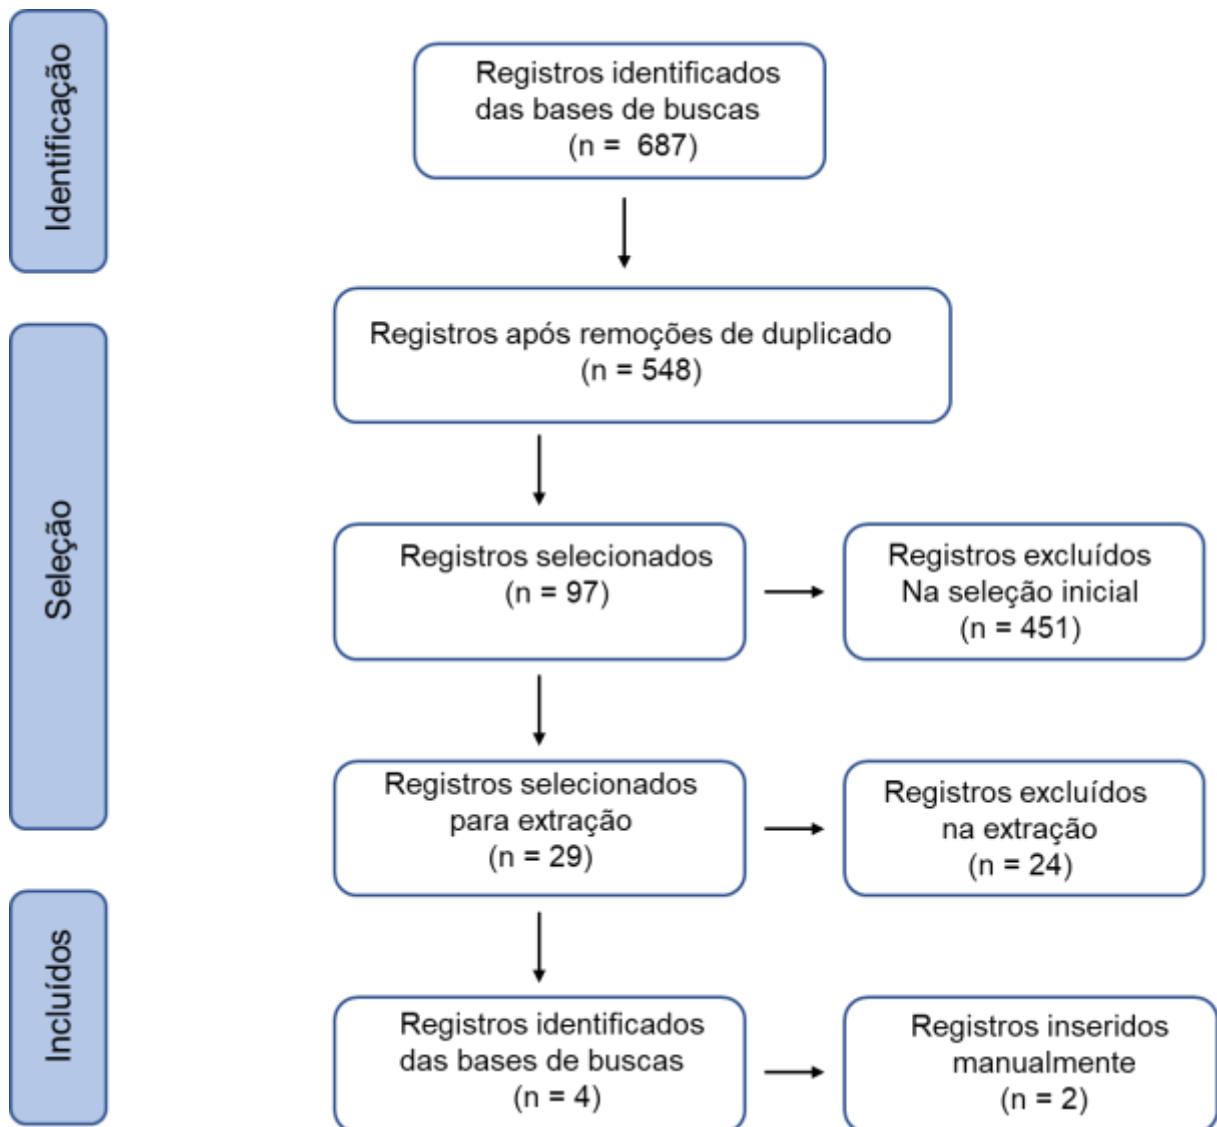 Identificação
Registros identificados
das bases de buscas
(n = 687)
Seleção
Registros após remoções de duplicado
(n = 548)
Registros selecionados
(n = 97)
Registros excluídos
Na seleção inicial
(n = 451)
Registros selecionados
para extração
(n = 29)
Registros excluídos
na extração
(n = 24)
Incluídos
Registros identificados
das bases de buscas
(n = 4)
Registros inseridos
manualmente
(n = 2)